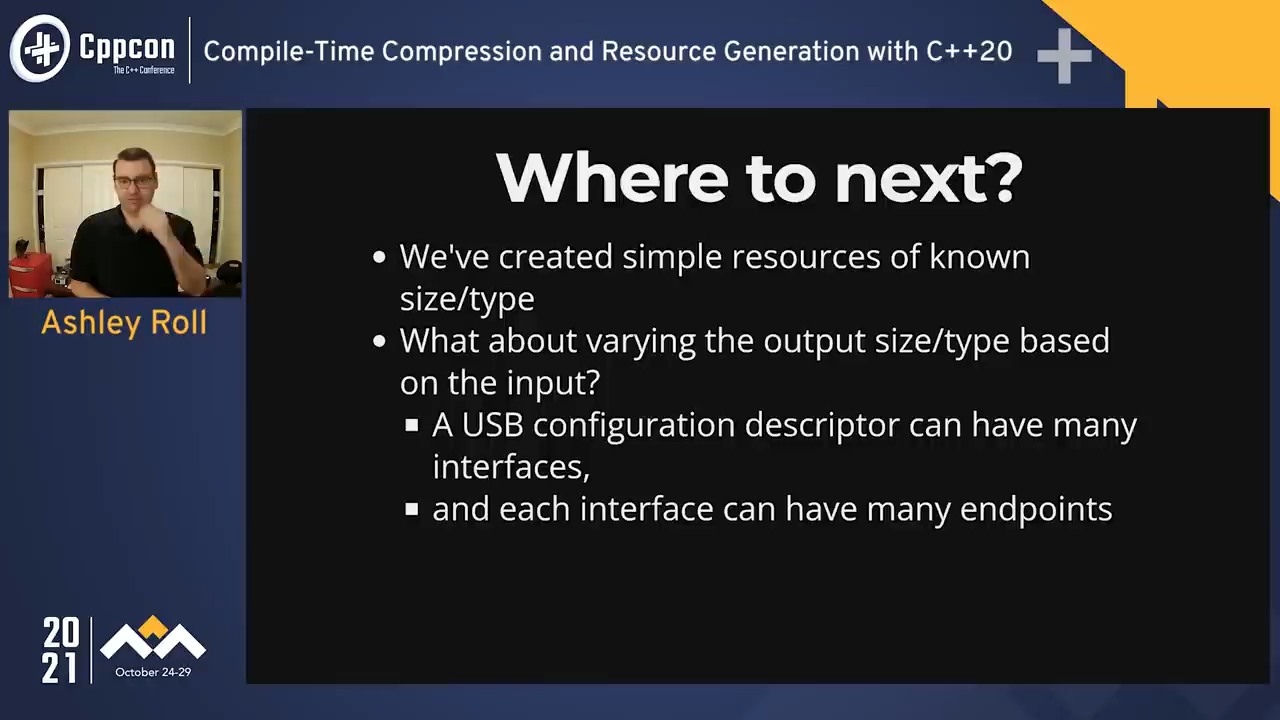 Cppcon
The C++ Conference
Compile-Time Compression and Resource Generation with C++20
Ashley Roll
Where to next?
We've created simple resources of known
size/type
What about varying the output size/type based
on the input?
A USB configuration descriptor can have many
interfaces,
and each interface can have many endpoints
20
21
October 24-29